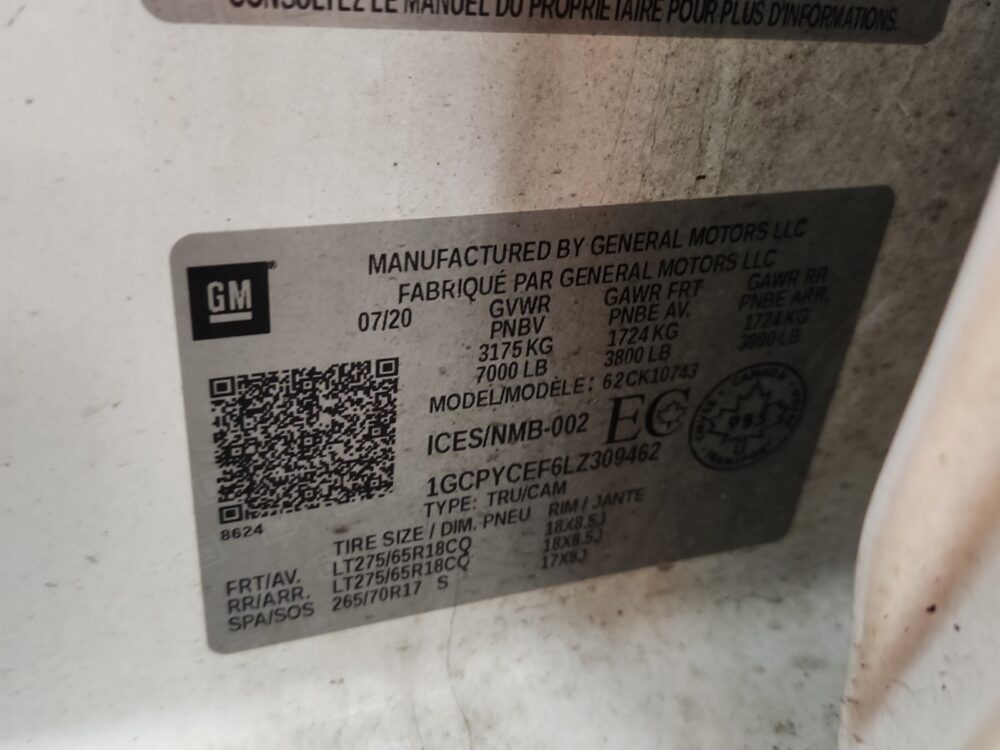 CONSULTEZ LE MANUEL DU PROPRIETAIRE POUR PLUS D'INFORMATIONS.
GM
MANUFACTURED BY GENERAL MOTORS LLC
FABRIQUÉ PAR GENERAL MOTORS LLC
07/20 GVWR GAWR FRT GAWR RR
PNBV PNBE AV. PNBE ARR.
3175 KG 1724 KG 1724 KG
7000 LB 3800 LB 3800 LB
MODEL/MODÈLE: 62CK10743
ICES/NMB-002 EC
CANADA
TRANSPORT
1GCPYCEF6LZ309462
TYPE: TRU/CAM
8624
TIRE SIZE / DIM. PNEU RIM / JANTE
FRT/AV. LT275/65R18CQ 18X8.5J
RR/ARR. LT275/65R18CQ 18X8.5J
SPA/SOS 265/70R17 S 17X8J